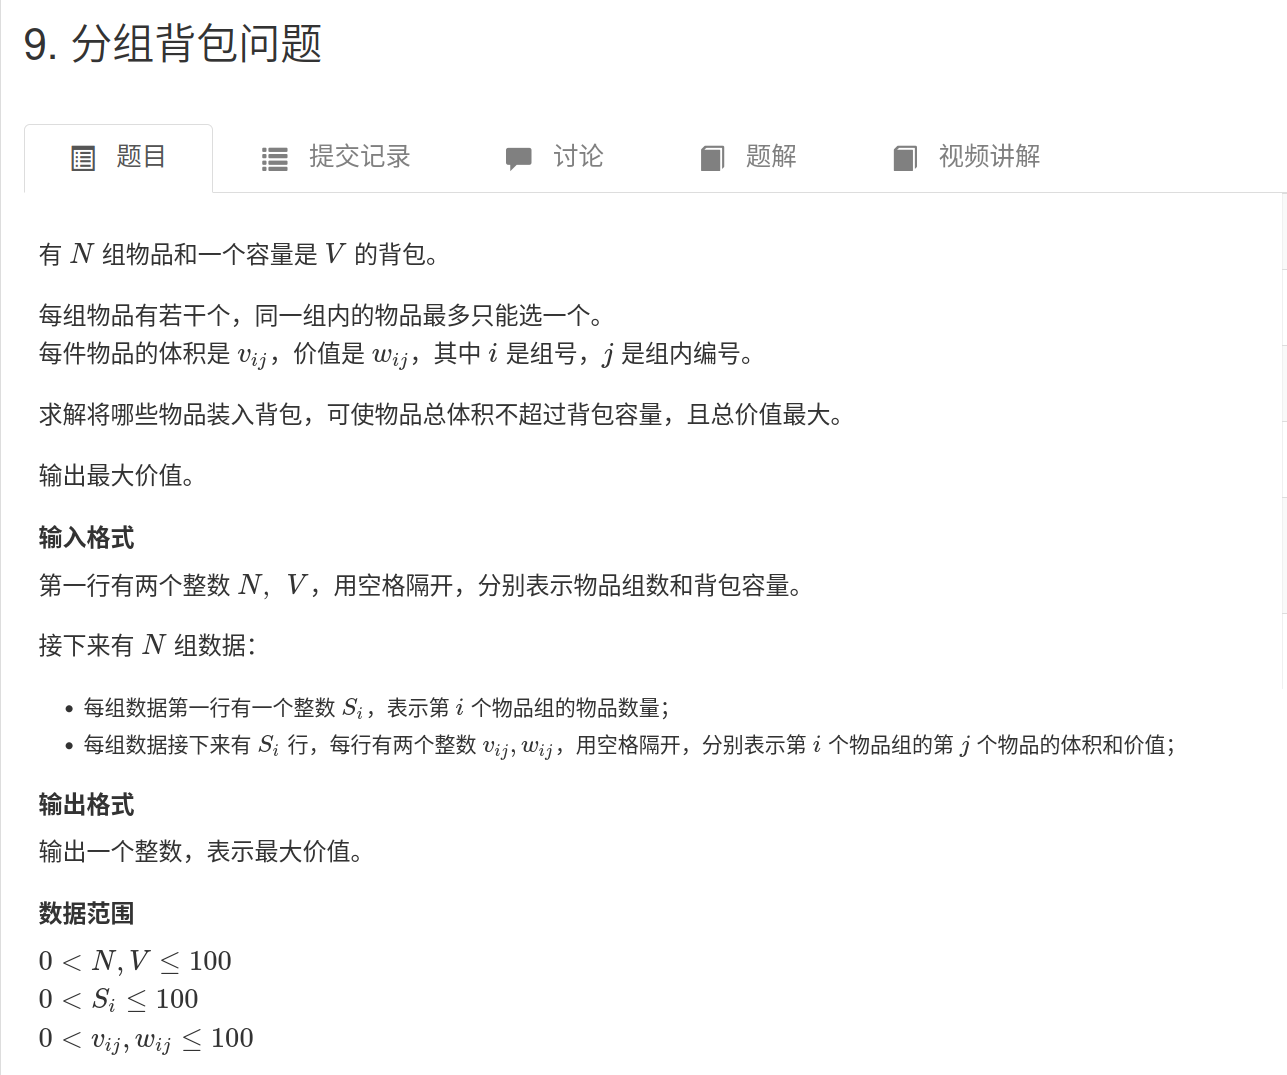 9. 分组背包问题
题目 提交记录 讨论 题解 视频讲解
有 N 组物品和一个容量是 V 的背包。
每组物品有若干个，同一组内的物品最多只能选一个。
每件物品的体积是 v_{ij}，价值是 w_{ij}，其中 i 是组号，j 是组内编号。
求解将哪些物品装入背包，可使物品总体积不超过背包容量，且总价值最大。
输出最大价值。
输入格式
第一行有两个整数 N, V，用空格隔开，分别表示物品组数和背包容量。
接下来有 N 组数据：
• 每组数据第一行有一个整数 S_i，表示第 i 个物品组的物品数量；
• 每组数据接下来有 S_i 行，每行有两个整数 v_{ij}, w_{ij}，用空格隔开，分别表示第 i 个物品组的第 j 个物品的体积和价值；
输出格式
输出一个整数，表示最大价值。
数据范围
0 < N, V ≤ 100
0 < S_i ≤ 100
0 < v_{ij}, w_{ij} ≤ 100